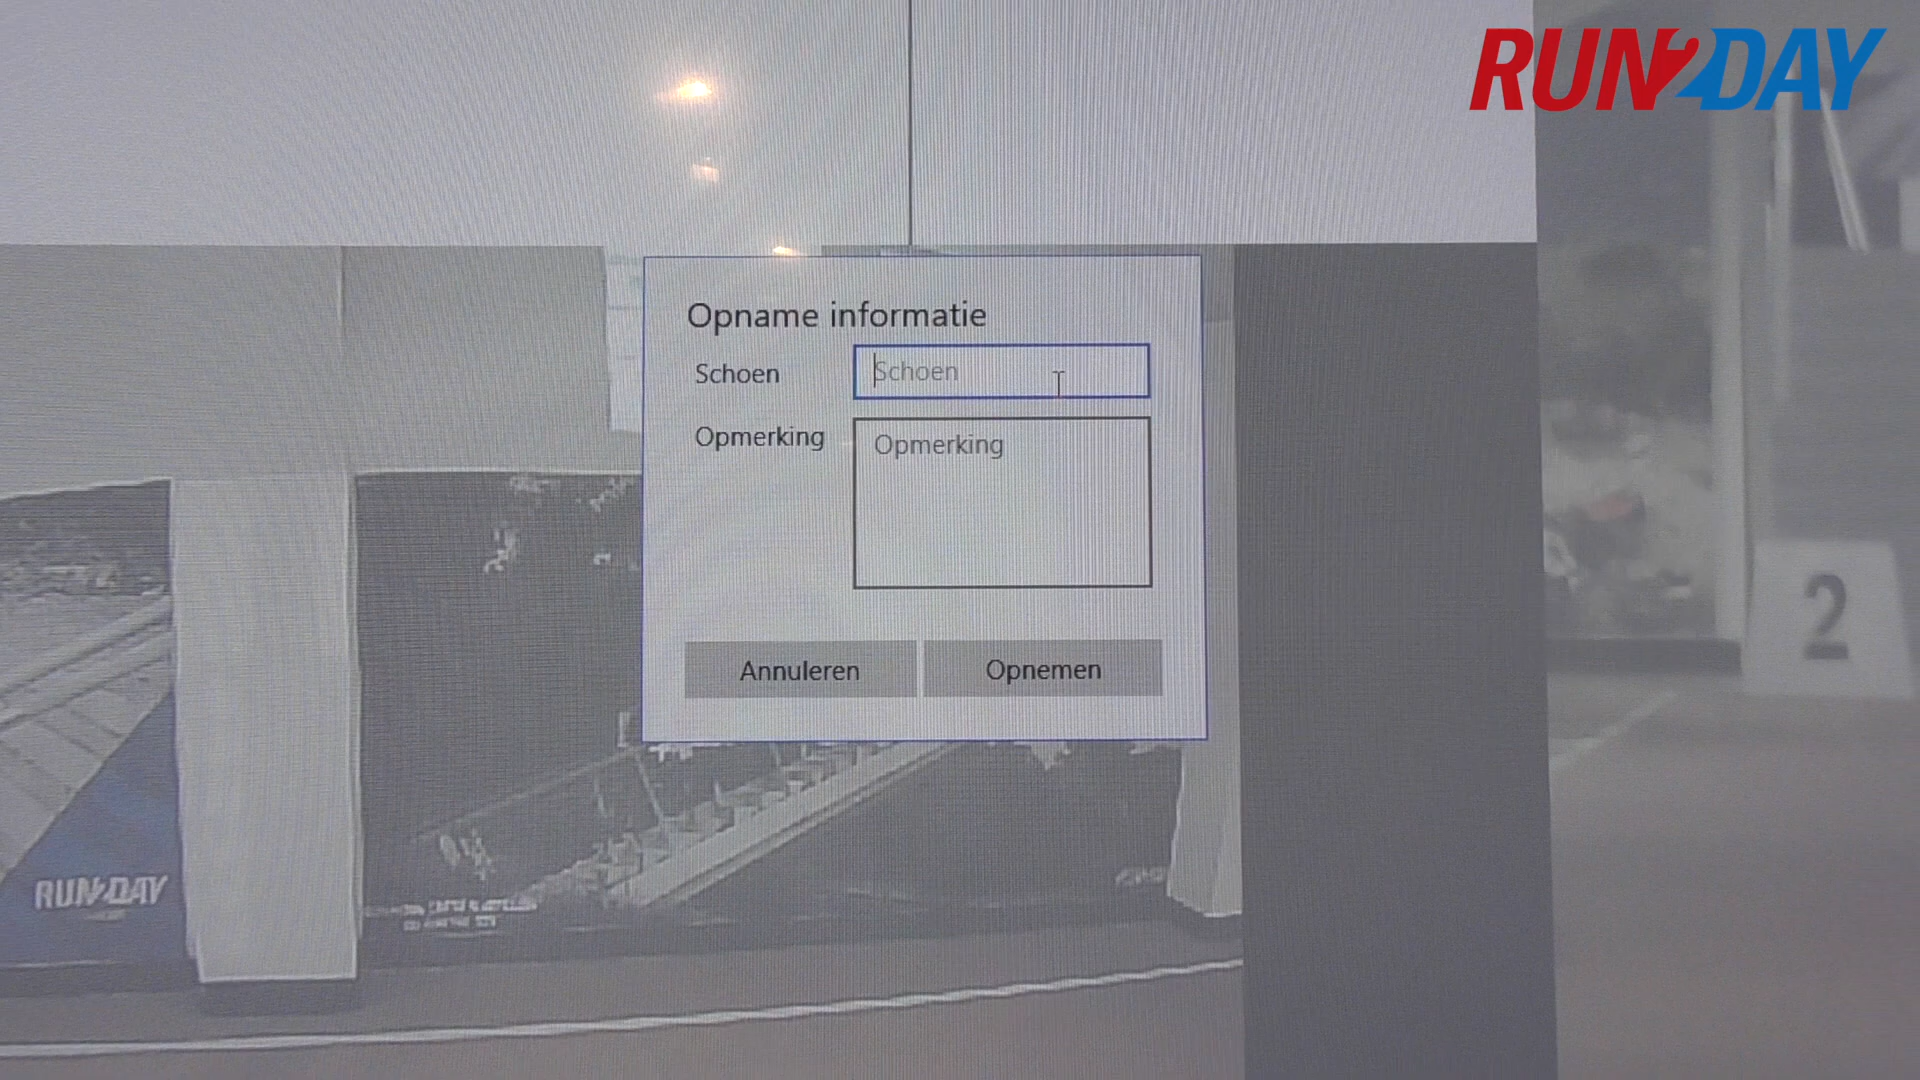 RUN2DAY
Opname informatie
Schoen
Schoen
Opmerking
Opmerking
Annuleren
Opnemen
2
RUN2DAY